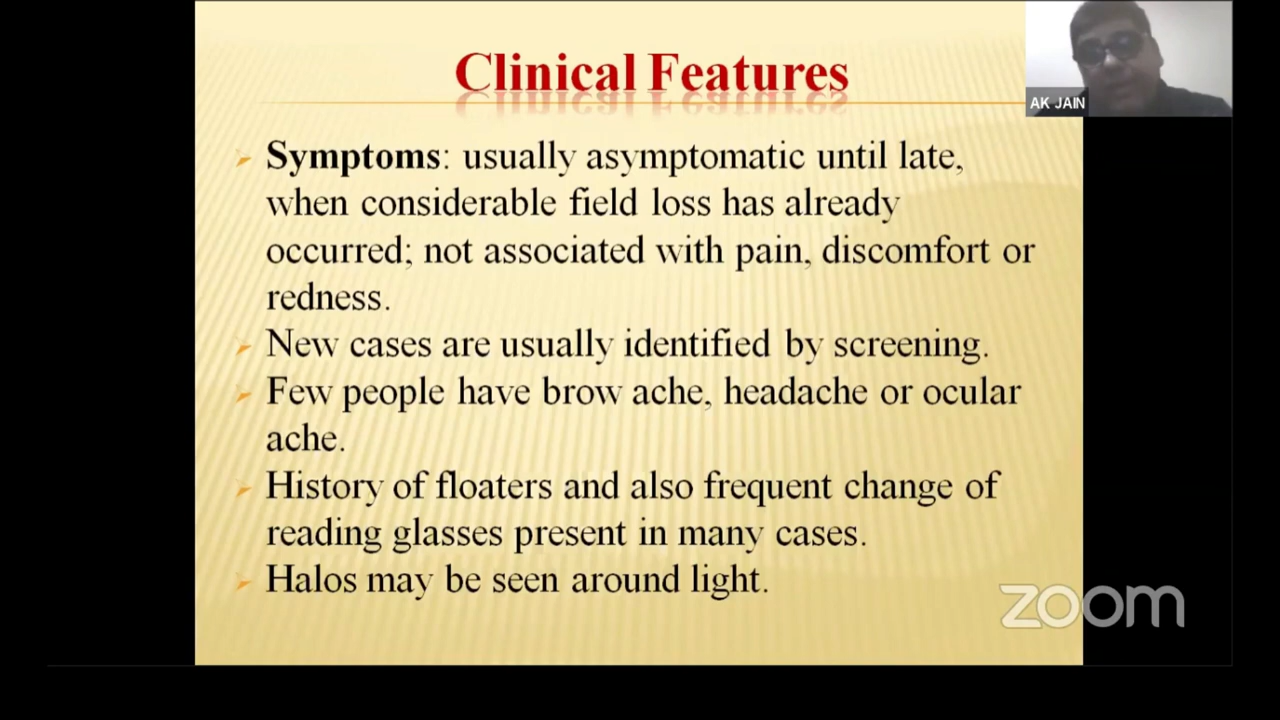 Clinical Features
AK JAIN
Symptoms: usually asymptomatic until late,
when considerable field loss has already
occurred; not associated with pain, discomfort or
redness.
New cases are usually identified by screening.
Few people have brow ache, headache or ocular
ache.
History of floaters and also frequent change of
reading glasses present in many cases.
Halos may be seen around light.
zoom